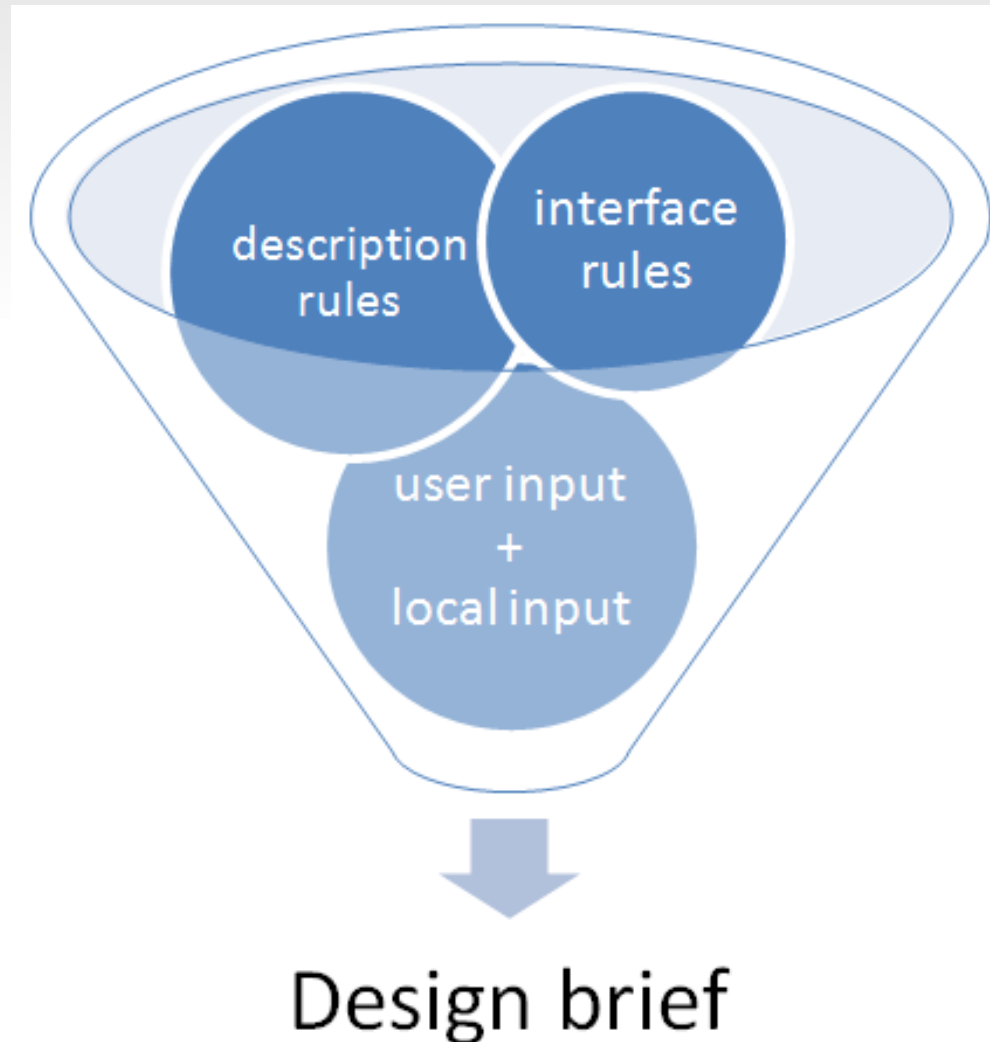 description
rules
interface
rules
user input
+
local input
Design brief